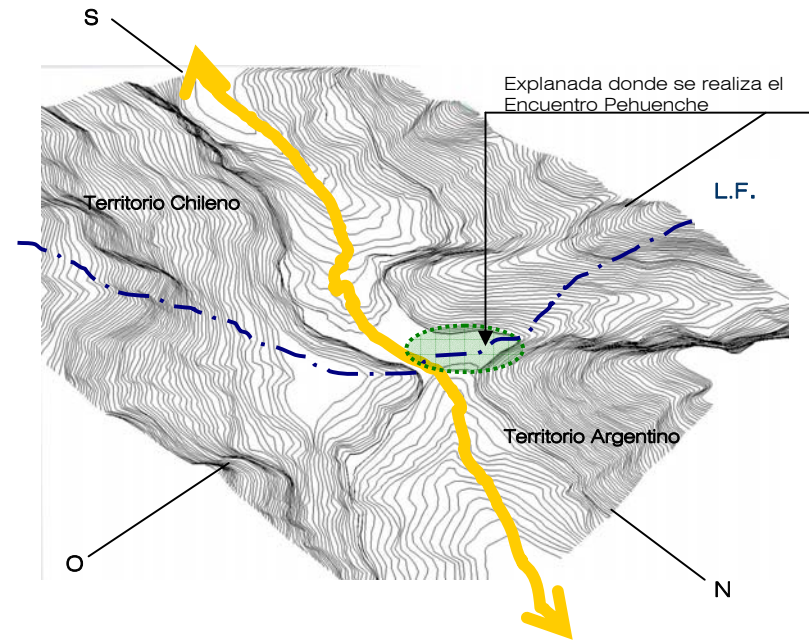 S
Explanada donde se realiza el
Encuentro Pehuenche
L.F.
Territorio Chileno
Territorio Argentino
O
N